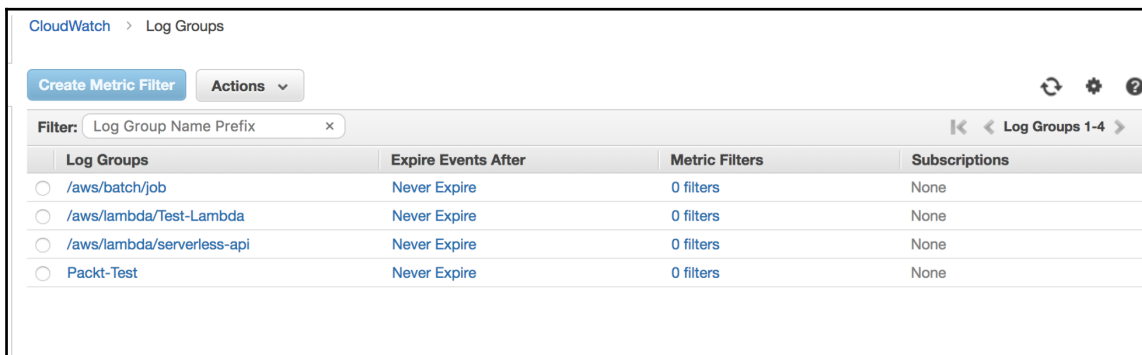 CloudWatch > Log Groups
Create Metric Filter Actions
Filter: Log Group Name Prefix × Log Groups 1-4
Log Groups Expire Events After Metric Filters Subscriptions
/aws/batch/job Never Expire 0 filters None
/aws/lambda/Test-Lambda Never Expire 0 filters None
/aws/lambda/serverless-api Never Expire 0 filters None
Packt-Test Never Expire 0 filters None